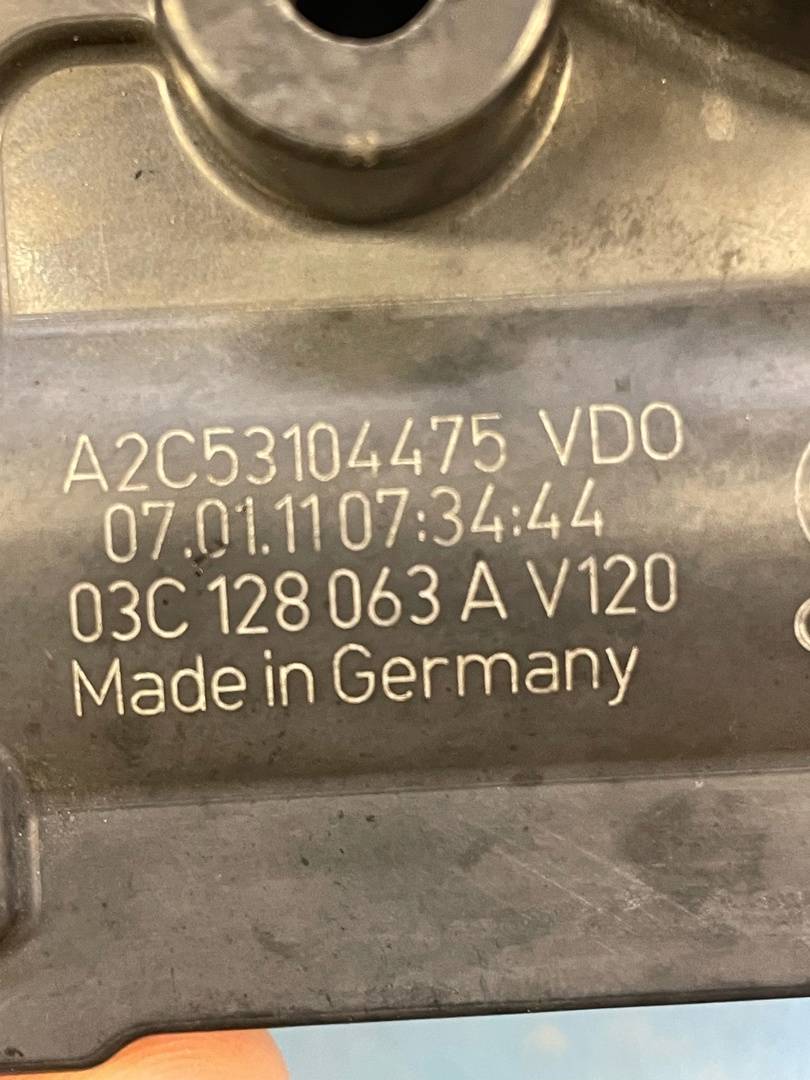 A2C53104475 VDO
07.01.11 07:34:44
03C 128 063 A V120
Made in Germany